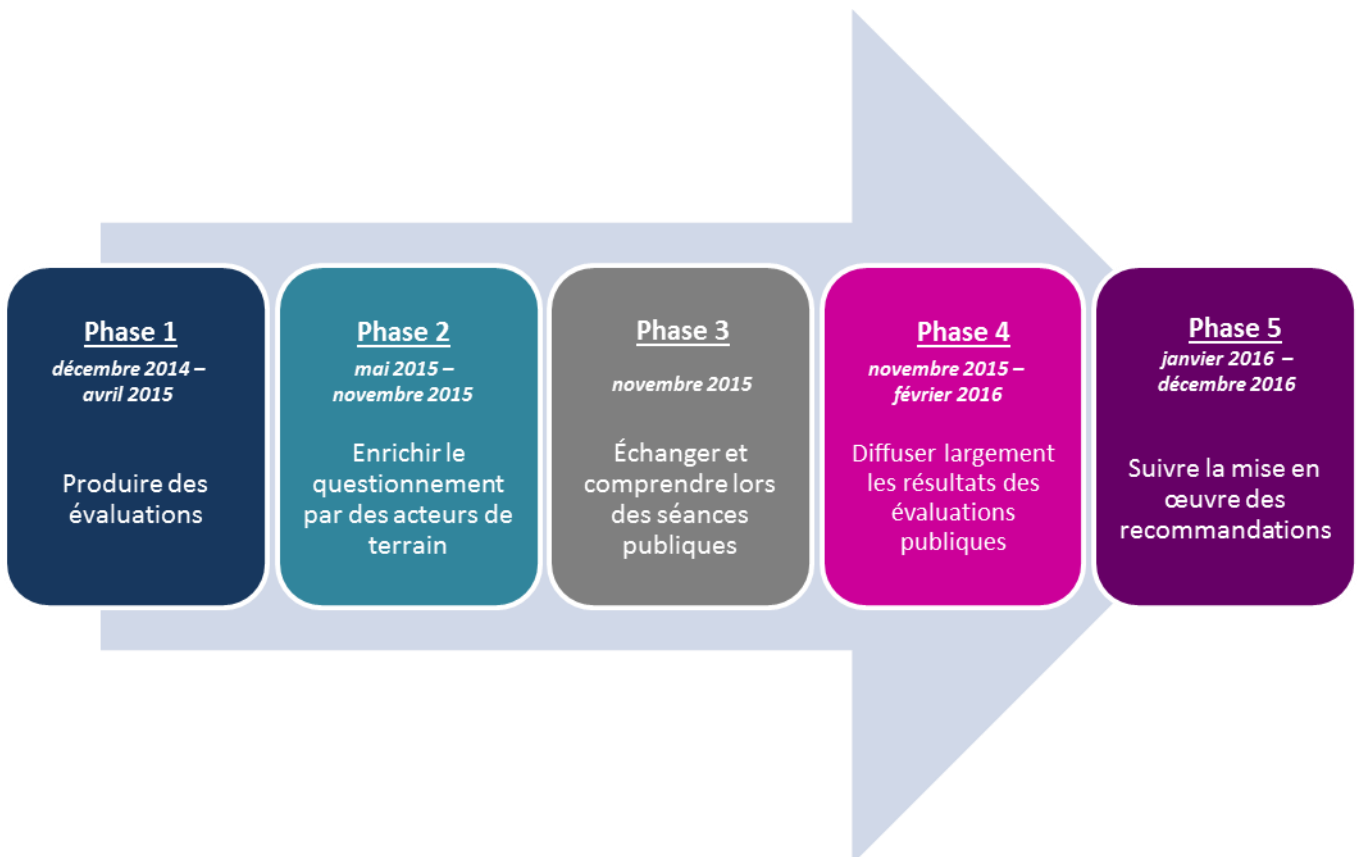 Phase 1
décembre 2014 –
avril 2015
Produire des
évaluations
Phase 2
mai 2015 –
novembre 2015
Enrichir le
questionnement
par des acteurs de
terrain
Phase 3
novembre 2015
Échanger et
comprendre lors
des séances
publiques
Phase 4
novembre 2015 –
février 2016
Diffuser largement
les résultats des
évaluations
publiques
Phase 5
janvier 2016 –
décembre 2016
Suivre la mise en
œuvre des
recommandations